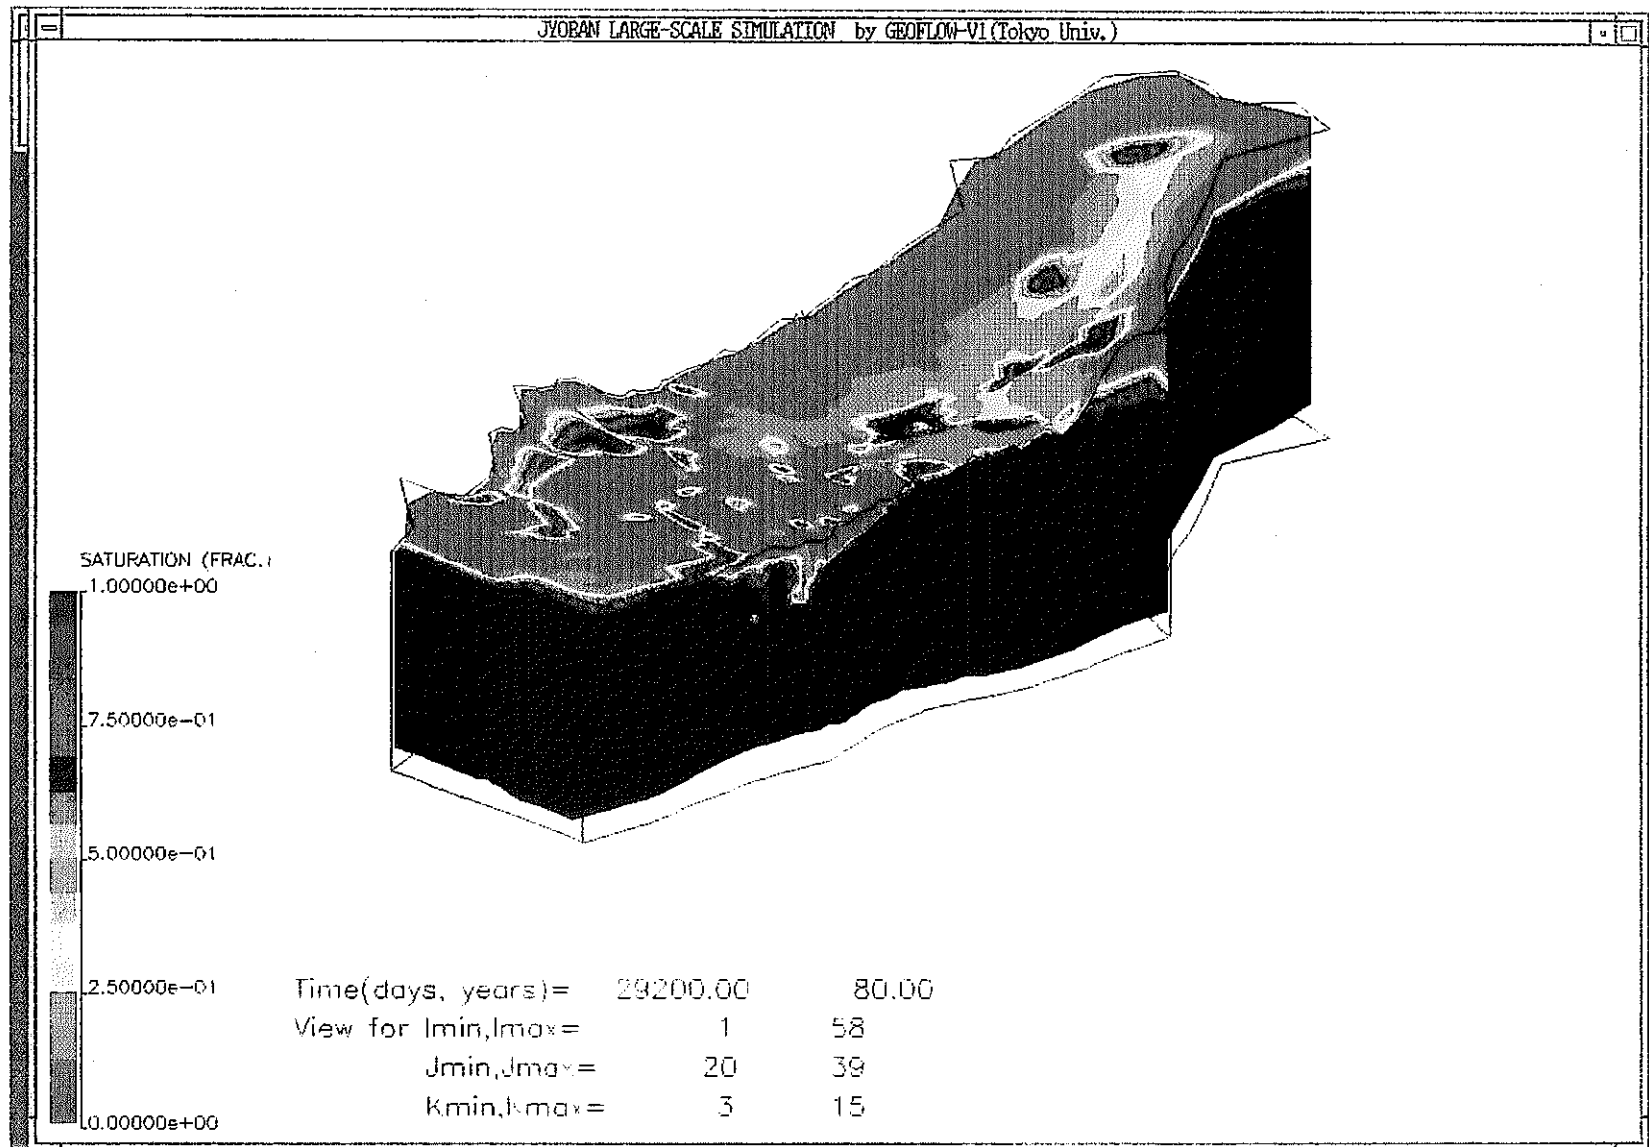 JYOBAN LARGE-SCALE SIMULATION by GEOFLOW-V1(Tokyo Univ.)
SATURATION (FRAC.)
1.00000e+00
7.50000e-01
5.00000e-01
2.50000e-01
0.00000e+00
Time(days, years)= 29200.00 80.00
View for Imin,Imax= 1 58
Jmin,Jmax= 20 39
Kmin,Kmax= 3 15